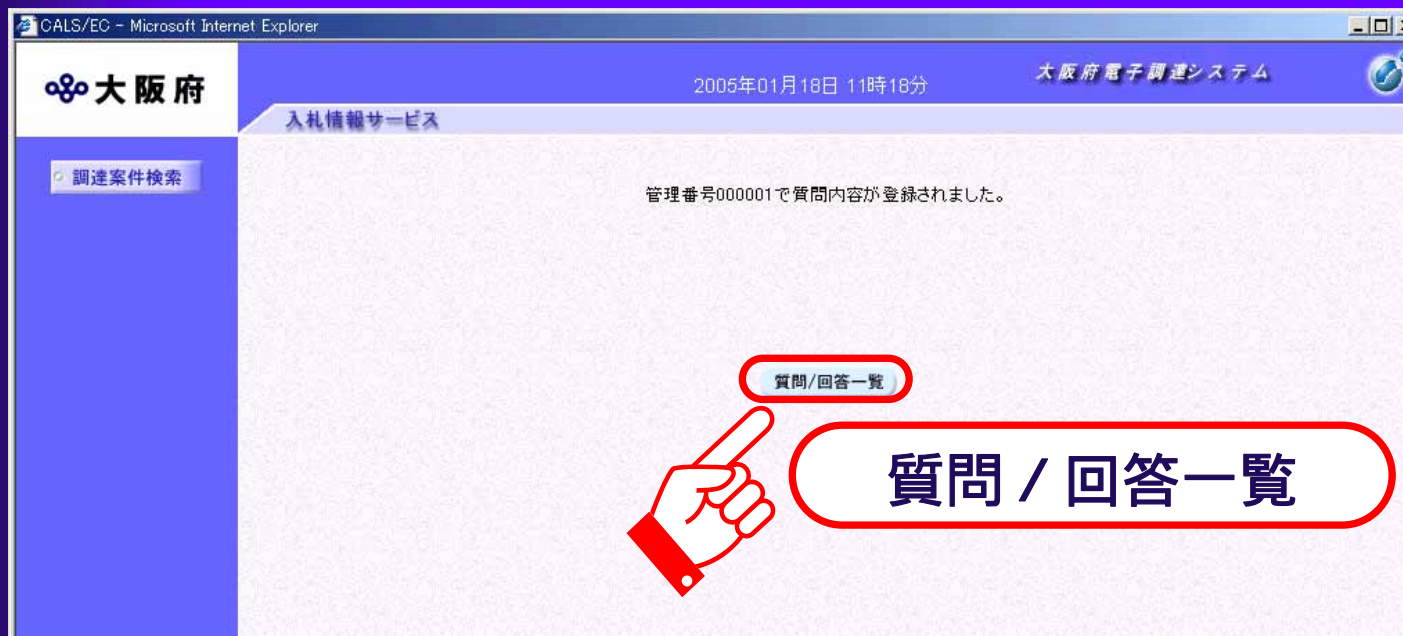 CALS/EC - Microsoft Internet Explorer
大阪府
2005年01月18日 11時18分
大阪府電子調達システム
入札情報サービス
調達案件検索
管理番号000001で質問内容が登録されました。
質問/回答一覧
質問 / 回答一覧